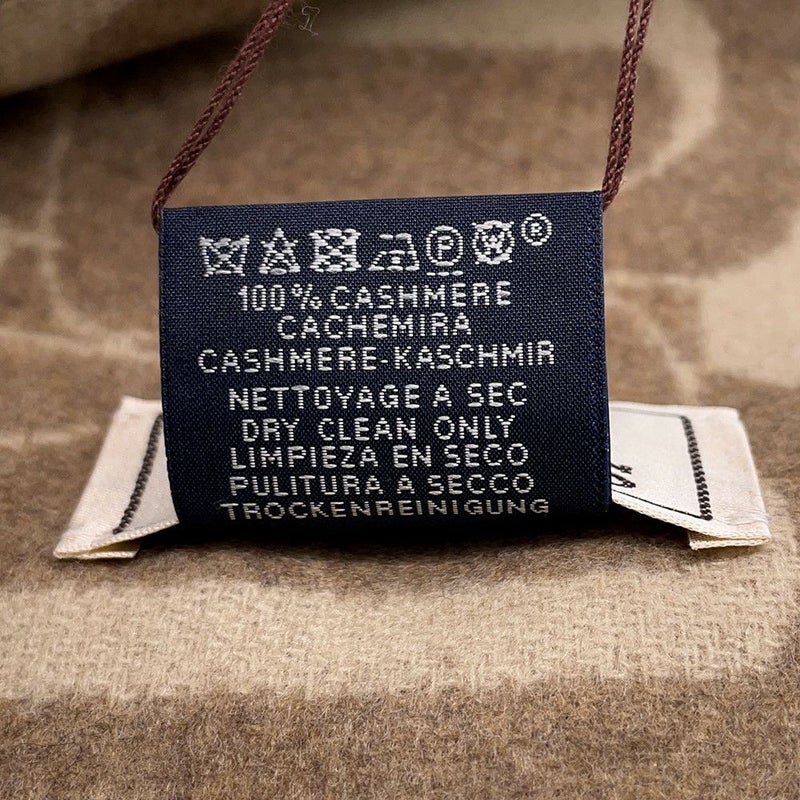 Ⓟ Ⓦ ®
100% CASHMERE
CACHEMIRA
CASHMERE-KASCHMIR
NETTOYAGE A SEC
DRY CLEAN ONLY
LIMPIEZA EN SECO
PULITURA A SECCO
TROCKENREINIGUNG